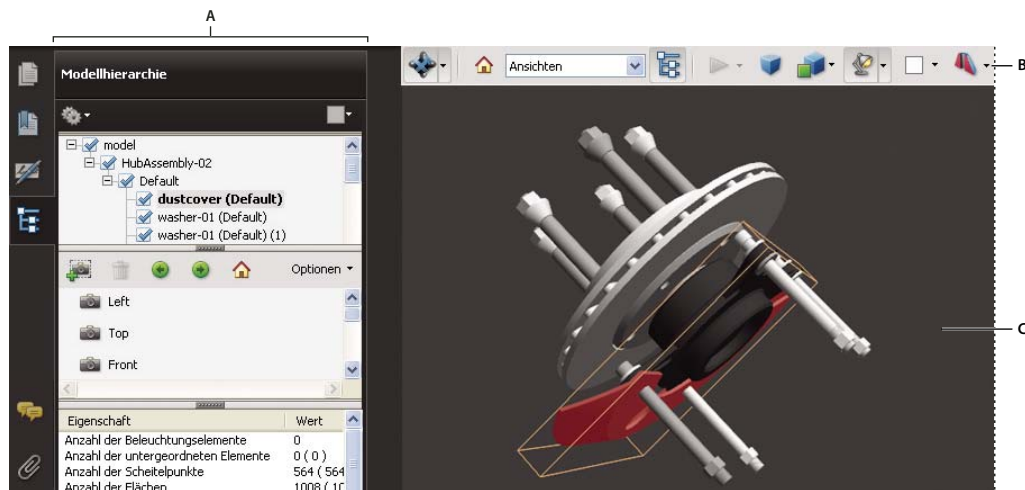 A
Modellhierarchie
Ansichten
B
model
HubAssembly-02
Default
dustcover (Default)
washer-01 (Default)
washer-01 (Default) (1)
Optionen
Left
Top
Front
C
Eigenschaft Wert
Anzahl der Beleuchtungselemente 0
Anzahl der untergeordneten Elemente 0 ( 0 )
Anzahl der Scheitelpunkte 564 ( 564
Anzahl der Flächen 1008 ( 10